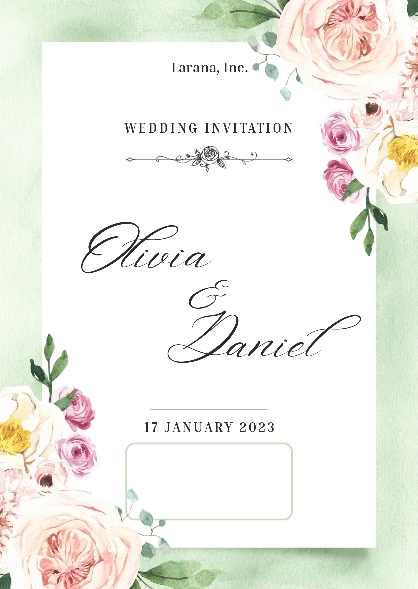 Larana, Inc.
WEDDING INVITATION
Olivia
&
Daniel
17 JANUARY 2023